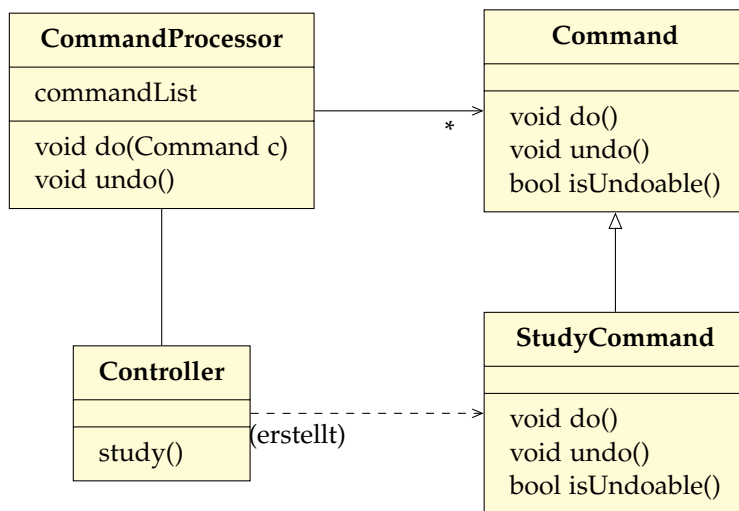 CommandProcessor
commandList
void do(Command c)
void undo()
Command
void do()
void undo()
bool isUndoable()
*
Controller
study()
(erstellt)
StudyCommand
void do()
void undo()
bool isUndoable()